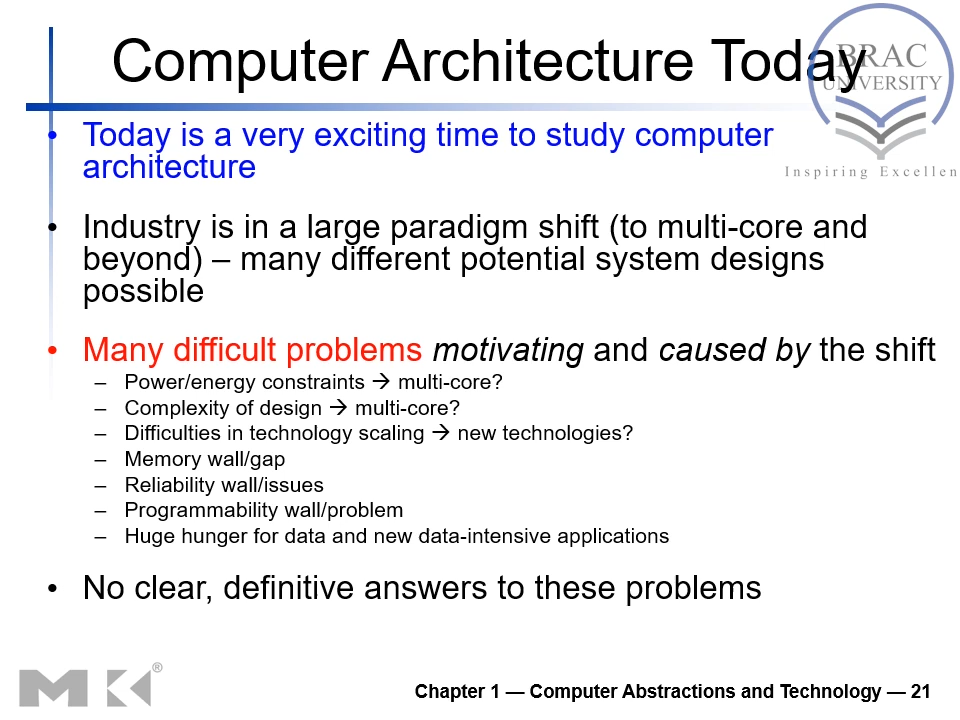 Computer Architecture Today
BRAC
UNIVERSITY
Inspiring Excellen
• Today is a very exciting time to study computer
architecture
• Industry is in a large paradigm shift (to multi-core and
beyond) – many different potential system designs
possible
• Many difficult problems motivating and caused by the shift
– Power/energy constraints → multi-core?
– Complexity of design → multi-core?
– Difficulties in technology scaling → new technologies?
– Memory wall/gap
– Reliability wall/issues
– Programmability wall/problem
– Huge hunger for data and new data-intensive applications
• No clear, definitive answers to these problems
MK®
Chapter 1 — Computer Abstractions and Technology — 21